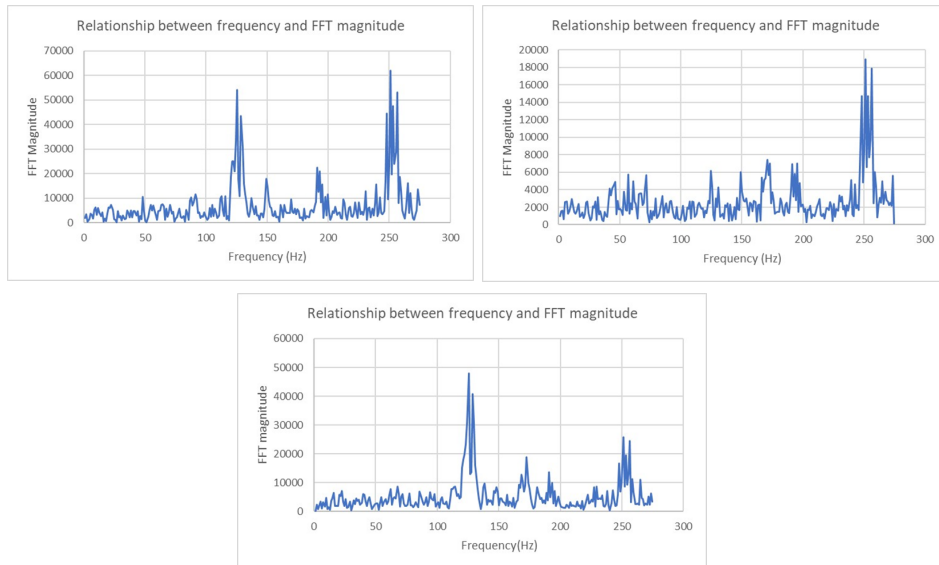 Relationship between frequency and FFT magnitude
70000
60000
50000
40000
30000
20000
10000
0
FFT Magnitude
0 50 100 150 200 250 300
Frequency (Hz)
Relationship between frequency and FFT magnitude
20000
18000
16000
14000
12000
10000
8000
6000
4000
2000
0
FFT Magnitude
0 50 100 150 200 250 300
Frequency (Hz)
Relationship between frequency and FFT magnitude
60000
50000
40000
30000
20000
10000
0
FFT magnitude
0 50 100 150 200 250 300
Frequency(Hz)